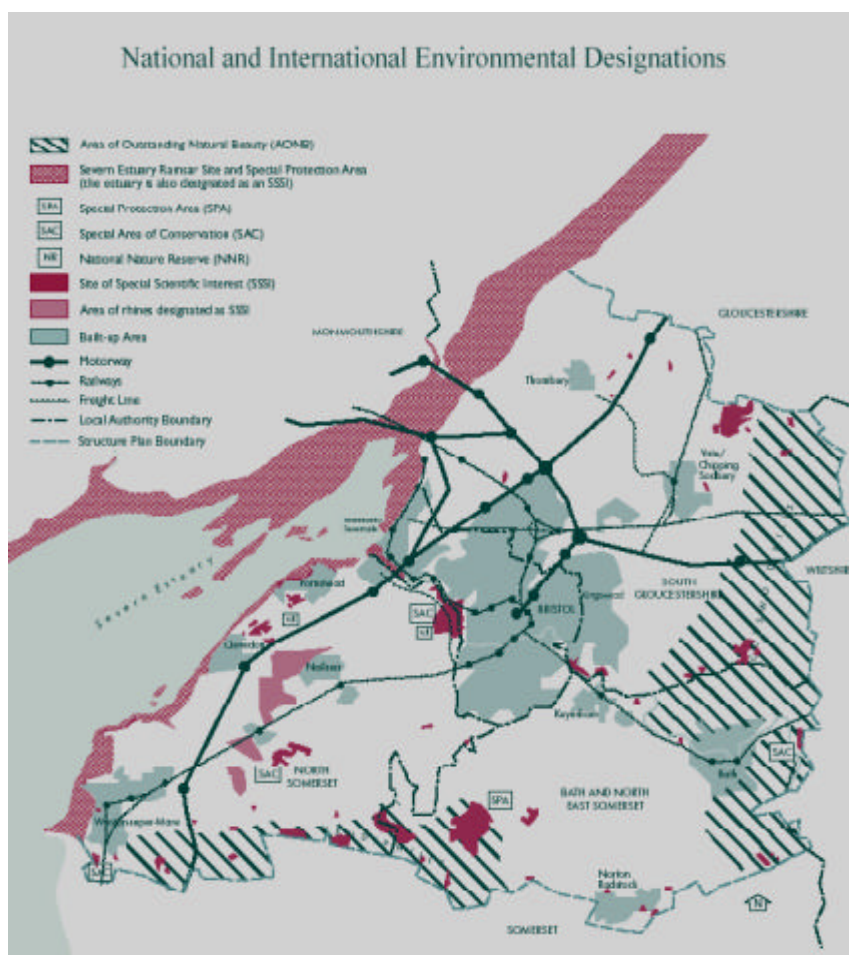 National and International Environmental Designations
Area of Outstanding Natural Beauty (AONB)
Severn Estuary Ramsar Site and Special Protection Area
(the estuary is also designated as an SSSI)
SPA Special Protection Area (SPA)
SAC Special Area of Conservation (SAC)
NR National Nature Reserve (NNR)
Site of Special Scientific Interest (SSSI)
Area of rhines designated as SSSI
Built-up Area
Motorway
Railways
Freight Line
Local Authority Boundary
Structure Plan Boundary
MONMOUTHSHIRE
GLOUCESTERSHIRE
Thornbury
Yate/
Chipping
Sodbury
Severn Estuary
Portishead
SAC
BRISTOL
Kingswood
SOUTH
GLOUCESTERSHIRE
WILTSHIRE
Clevedon
Nailsea
Keynsham
SAC
NORTH
SOMERSET
SPA
BATH AND NORTH
EAST SOMERSET
Bath
SAC
Weston-super-Mare
SAC
Norton
Radstock
SOMERSET
N